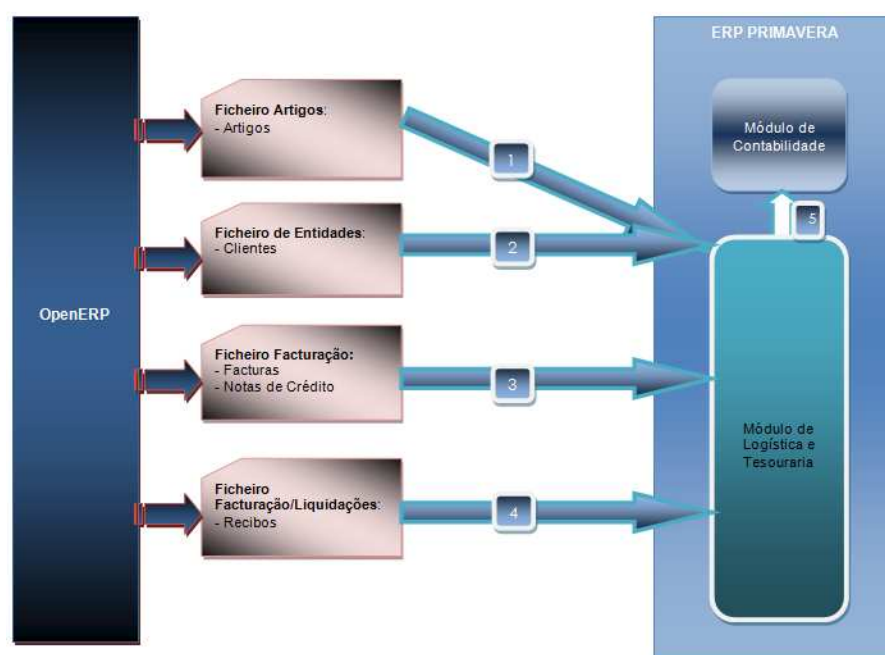 ERP PRIMAVERA
Ficheiro Artigos:
- Artigos
1
Módulo de
Contabilidade
5
Ficheiro de Entidades:
- Clientes
2
OpenERP
Ficheiro Facturação:
- Facturas
- Notas de Crédito
3
Módulo de
Logística e
Tesouraria
Ficheiro
Facturação/Liquidações:
- Recibos
4